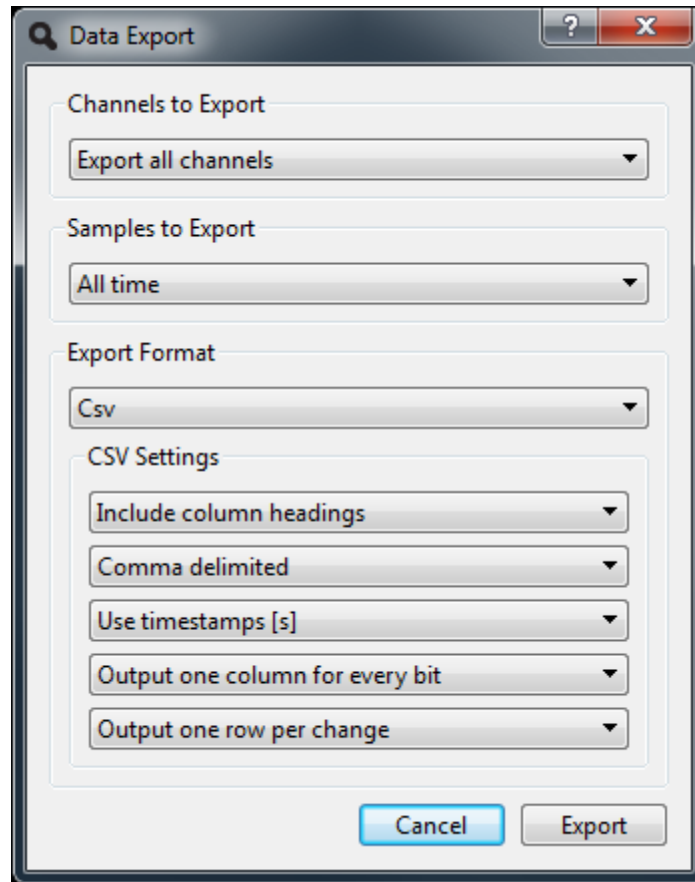 Data Export
?
Channels to Export
Export all channels
Samples to Export
All time
Export Format
Csv
CSV Settings
Include column headings
Comma delimited
Use timestamps [s]
Output one column for every bit
Output one row per change
Cancel Export